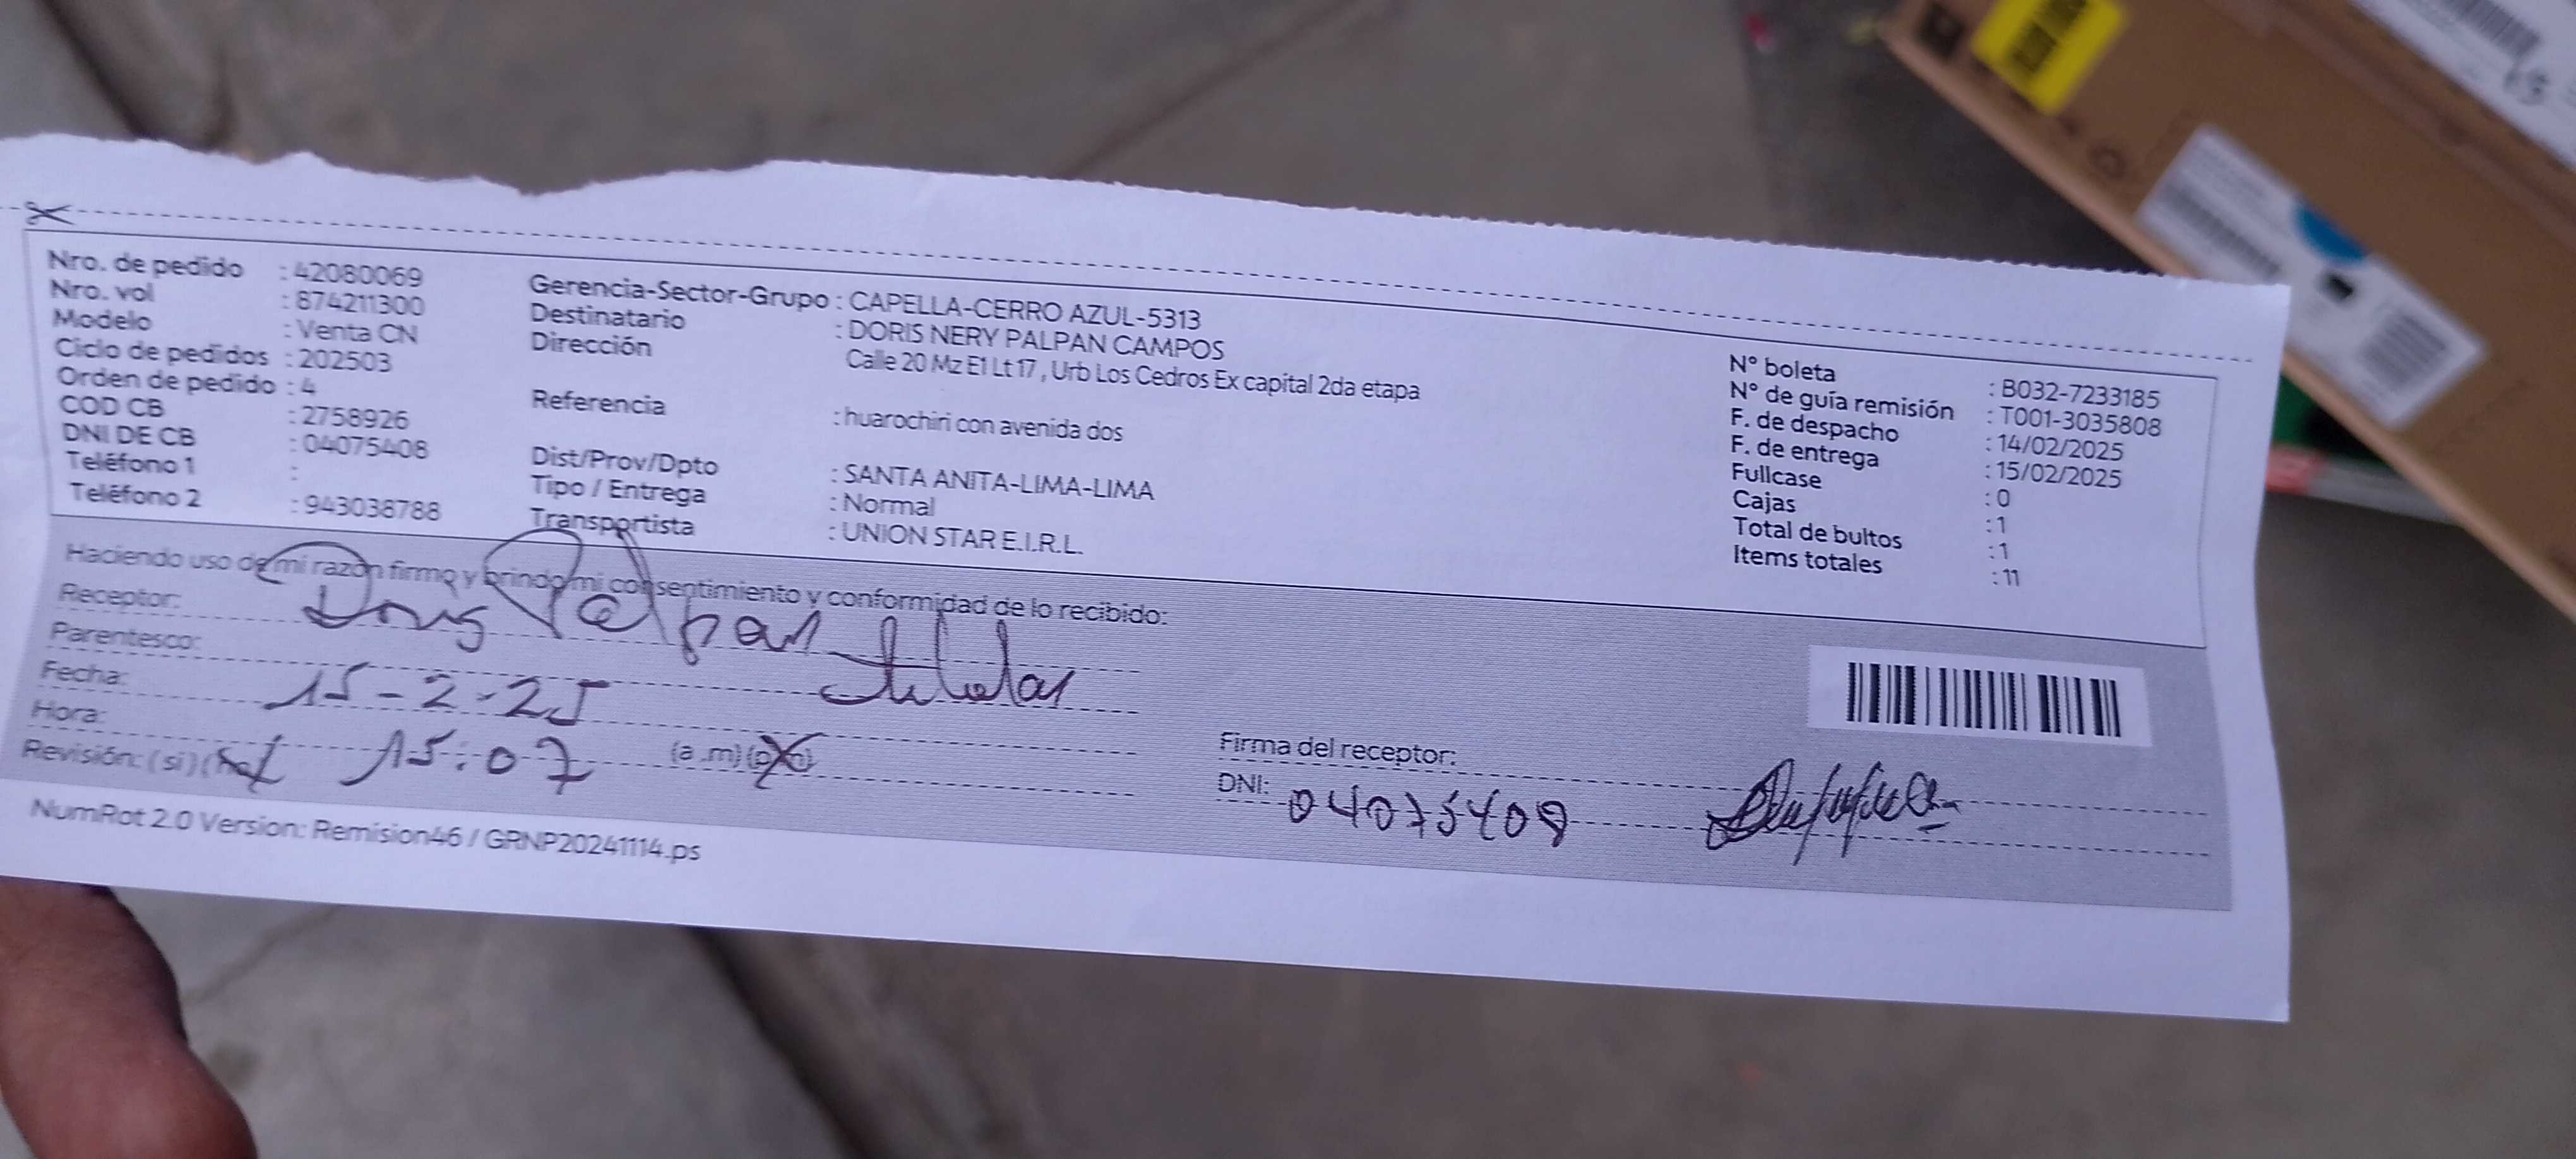 Nro. de pedido : 42080069
Nro. vol : 874211300
Modelo : Venta CN
Ciclo de pedidos : 202503
Orden de pedido : 4
COD CB : 2758926
DNI DE CB : 04075408
Teléfono 1 :
Teléfono 2 : 943038788
Gerencia-Sector-Grupo : CAPELLA-CERRO AZUL-5313
Destinatario : DORIS NERY PALPAN CAMPOS
Dirección Calle 20 Mz E1 Lt 17 , Urb Los Cedros Ex capital 2da etapa
Referencia : huarochiri con avenida dos
Dist/Prov/Dpto : SANTA ANITA-LIMA-LIMA
Tipo / Entrega : Normal
Transportista : UNION STAR E.I.R.L.
N° boleta : B032-7233185
N° de guía remisión : T001-3035808
F. de despacho : 14/02/2025
F. de entrega : 15/02/2025
Fullcase : 0
Cajas : 1
Total de bultos : 1
Items totales : 11
Haciendo uso de mi razón firmo y brindo mi consentimiento y conformidad de lo recibido:
Receptor: Doris Palpan
Parentesco: titular
Fecha: 15-2-25
Hora: 15:07 (a .m) (p.m)
Revisión: (si) (no)
Firma del receptor:
DNI: 04075408
NumRot 2.0 Version: Remision46 / GRNP20241114.ps